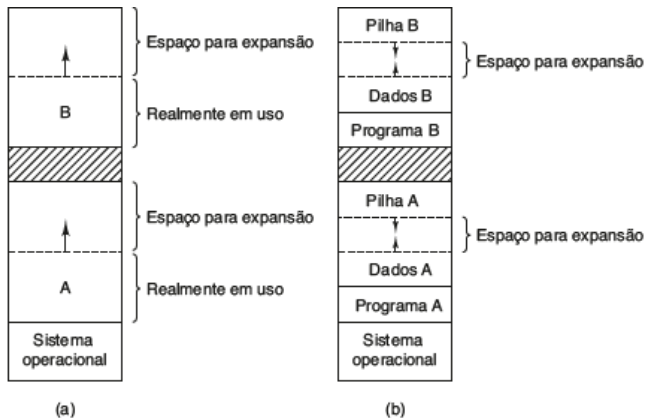 Espaço para expansão
B
Realmente em uso
Espaço para expansão
A
Realmente em uso
Sistema
operacional
(a)
Pilha B
Espaço para expansão
Dados B
Programa B
Pilha A
Espaço para expansão
Dados A
Programa A
Sistema
operacional
(b)